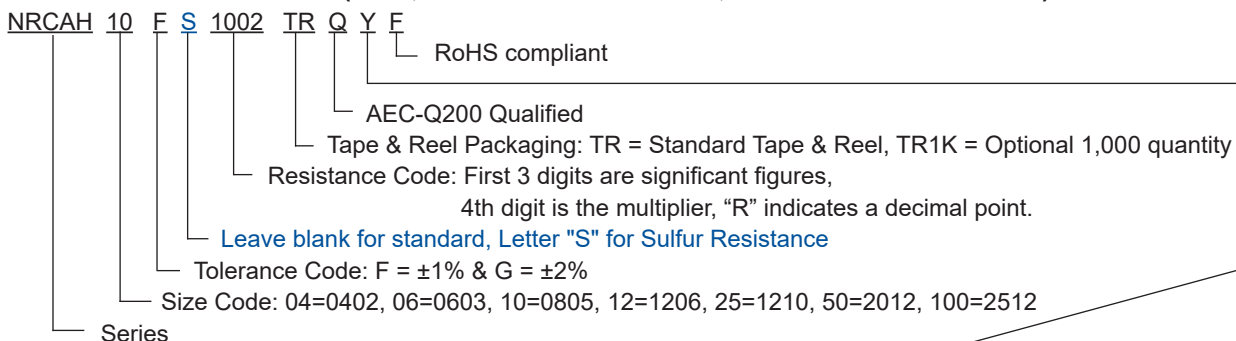 NRCAH 10 F S 1002 TR Q Y F
RoHS compliant
AEC-Q200 Qualified
Tape & Reel Packaging: TR = Standard Tape & Reel, TR1K = Optional 1,000 quantity
Resistance Code: First 3 digits are significant figures,
4th digit is the multiplier, “R” indicates a decimal point.
Leave blank for standard, Letter "S" for Sulfur Resistance
Tolerance Code: F = ±1% & G = ±2%
Size Code: 04=0402, 06=0603, 10=0805, 12=1206, 25=1210, 50=2012, 100=2512
Series